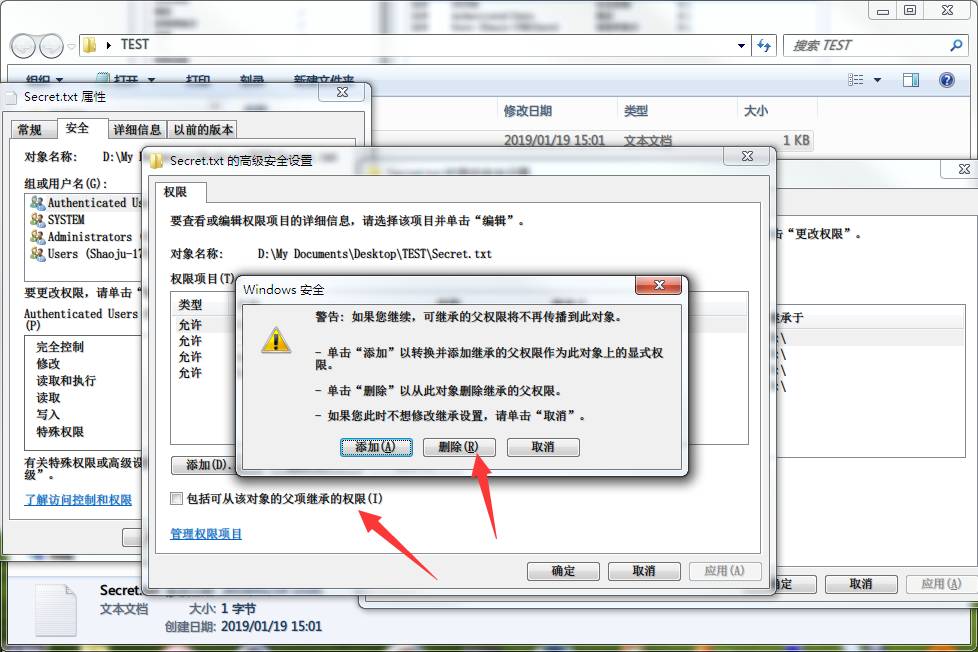 TEST
搜索 TEST
组织
打开
打印
刻录
新建文件夹
修改日期
类型
大小
2019/01/19 15:01
文本文档
1 KB
Secret.txt 属性
常规
安全
详细信息
以前的版本
对象名称:
D:\My
组或用户名(G):
Authenticated Us
SYSTEM
Administrators
Users (Shaoju-17
要更改权限，请单击“
Authenticated Users
(P)
完全控制
修改
读取和执行
读取
写入
特殊权限
有关特殊权限或高级设
级”。
了解访问控制和权限
Secret.txt 的高级安全设置
权限
要查看或编辑权限项目的详细信息，请选择该项目并单击“编辑”。
对象名称:
D:\My Documents\Desktop\TEST\Secret.txt
权限项目(T)
类型
允许
允许
允许
允许
添加(D).
包括可从该对象的父项继承的权限(I)
管理权限项目
确定
取消
应用(A)
Windows 安全
警告: 如果您继续，可继承的父权限将不再传播到此对象。
- 单击“添加”以转换并添加继承的父权限作为此对象上的显式权
限。
- 单击“删除”以从此对象删除继承的父权限。
- 如果您此时不想修改继承设置，请单击“取消”。
添加(A)
删除(R)
取消
击“更改权限”。
继承于
:\
:\
:\
:\
定
取消
应用(A)
Secret.
文本文档
大小: 1 字节
创建日期: 2019/01/19 15:01